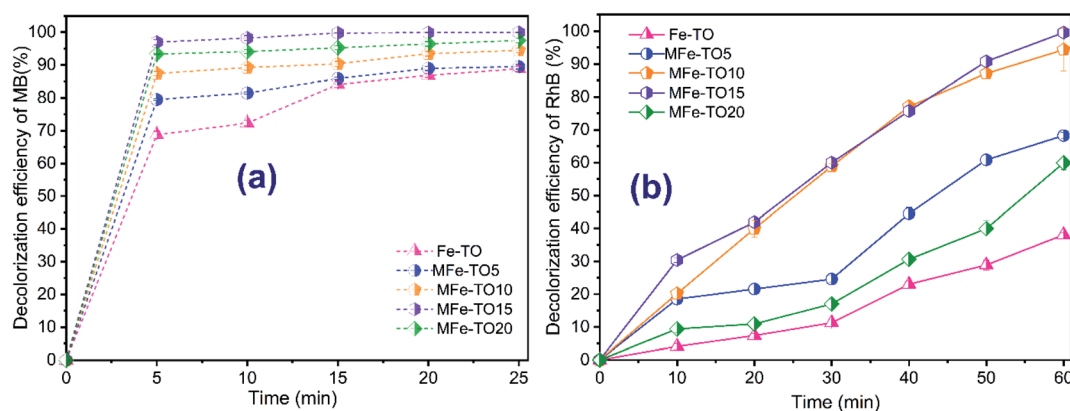 Decolorization efficiency of MB(%)
100
90
80
70
60
50
40
30
20
10
0
0 5 10 15 20 25
Time (min)
(a)
Fe-TO
MFe-TO5
MFe-TO10
MFe-TO15
MFe-TO20
Decolorization efficiency of RhB (%)
100
90
80
70
60
50
40
30
20
10
0
0 10 20 30 40 50 60
Time (min)
(b)
Fe-TO
MFe-TO5
MFe-TO10
MFe-TO15
MFe-TO20